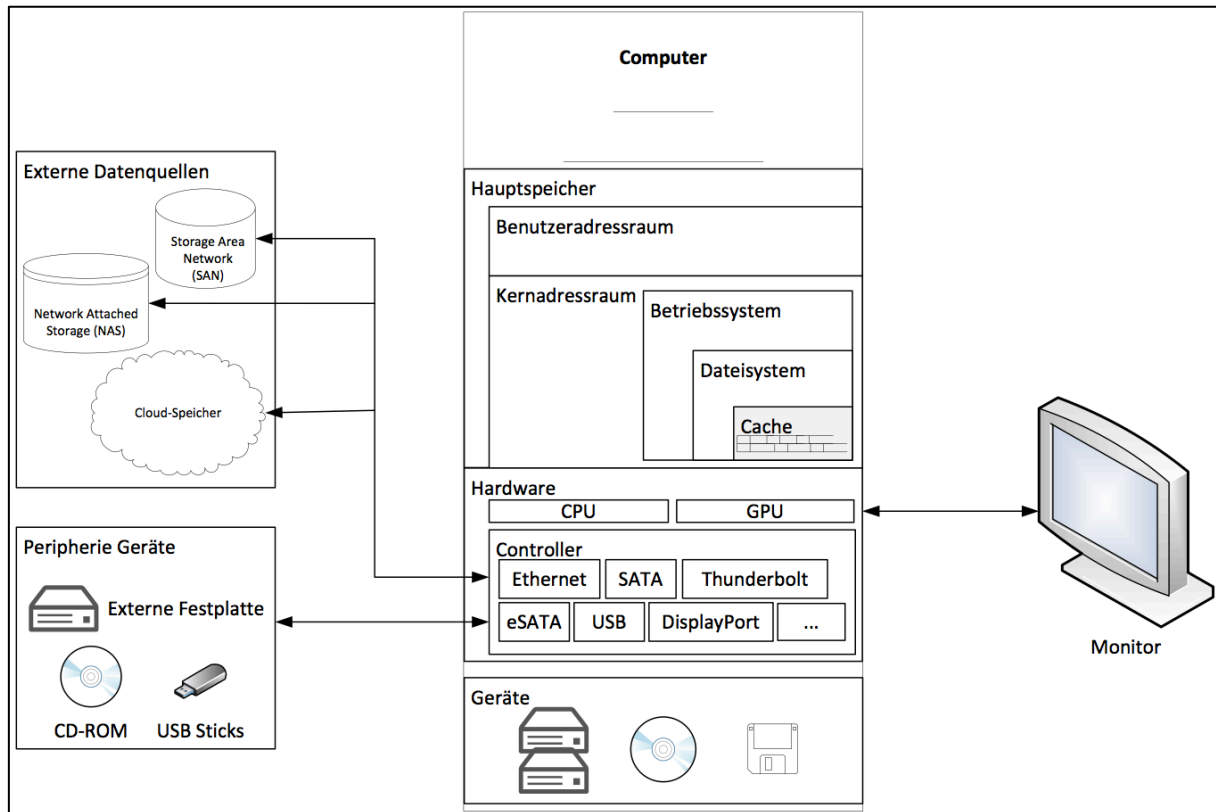 Computer
Externe Datenquellen
Storage Area
Network
(SAN)
Network Attached
Storage (NAS)
Cloud-Speicher
Peripherie Geräte
Externe Festplatte
CD-ROM
USB Sticks
Hauptspeicher
Benutzeradressraum
Kernadressraum
Betriebssystem
Dateisystem
Cache
Hardware
CPU
GPU
Controller
Ethernet
SATA
Thunderbolt
eSATA
USB
DisplayPort
...
Geräte
Monitor